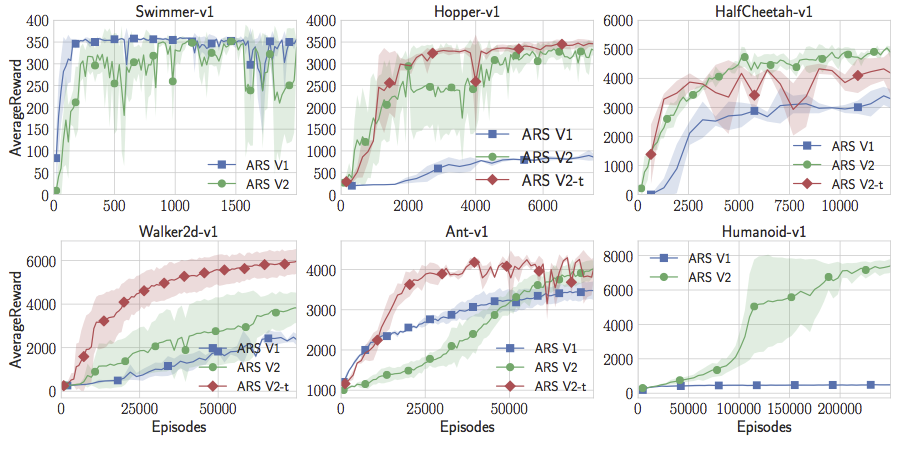 Swimmer-v1
AverageReward
400
350
300
250
200
150
100
50
0
0 500 1000 1500
ARS V1
ARS V2
Hopper-v1
4000
3500
3000
2500
2000
1500
1000
500
0
0 2000 4000 6000
ARS V1
ARS V2
ARS V2-t
HalfCheetah-v1
6000
5000
4000
3000
2000
1000
0
0 2500 5000 7500 10000
ARS V1
ARS V2
ARS V2-t
Walker2d-v1
AverageReward
6000
4000
2000
0
0 25000 50000
Episodes
ARS V1
ARS V2
ARS V2-t
Ant-v1
4000
3000
2000
1000
0 25000 50000
Episodes
ARS V1
ARS V2
ARS V2-t
Humanoid-v1
8000
6000
4000
2000
0
0 50000 100000 150000 200000
Episodes
ARS V1
ARS V2